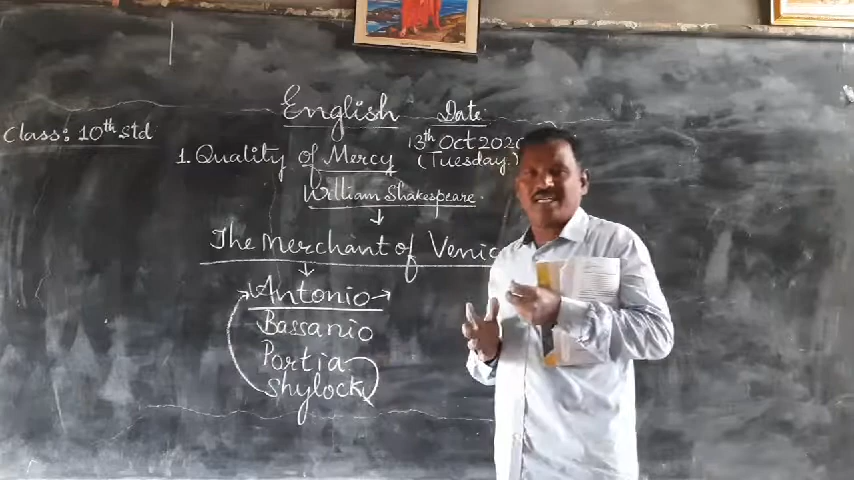 English
Date
Class: 10th std
13th Oct 2020
1. Quality of Mercy
(Tuesday.)
William Shakespeare
The Merchant of Venic
Antonio
Bassanio
Portia
Shylock